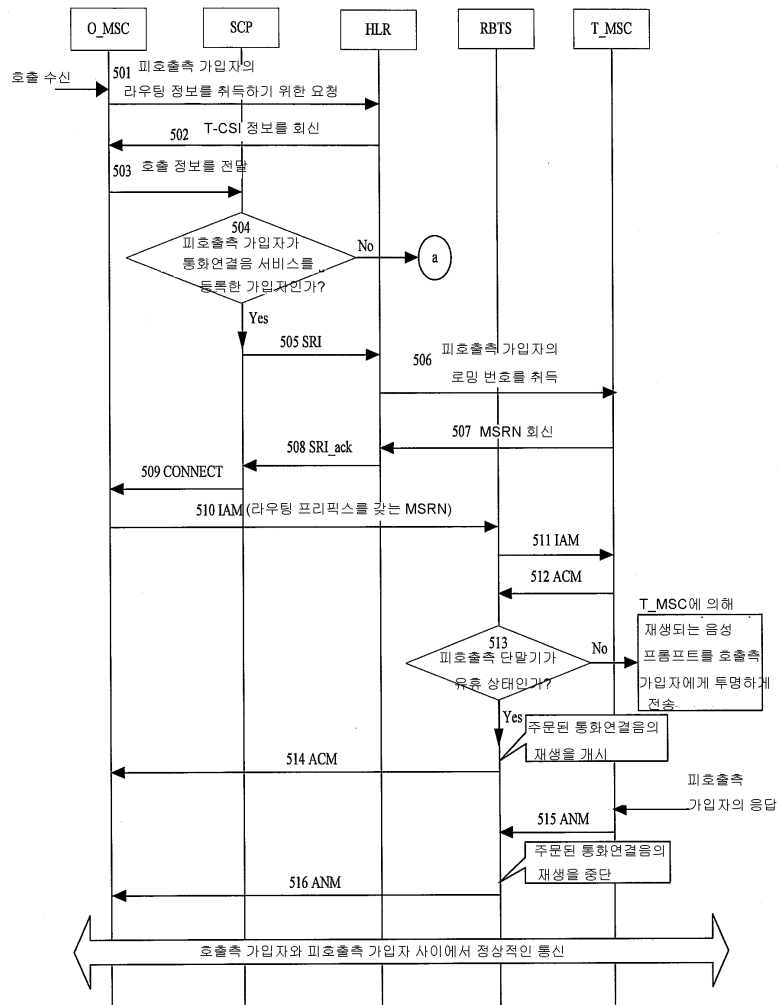 O_MSC
SCP
HLR
RBTS
T_MSC
호출 수신
501 피호출측 가입자의
라우팅 정보를 취득하기 위한 요청
502 T-CSI 정보를 회신
503 호출 정보를 전달
504
피호출측 가입자가
통화연결음 서비스를
등록한 가입자인가?
No
a
Yes
505 SRI
506 피호출측 가입자의
로밍 번호를 취득
507 MSRN 회신
508 SRI_ack
509 CONNECT
510 IAM (라우팅 프리픽스를 갖는 MSRN)
511 IAM
512 ACM
513
피호출측 단말기가
유휴 상태인가?
No
T_MSC에 의해
재생되는 음성
프롬프트를 호출측
가입자에게 투명하게
전송
Yes
주문된 통화연결음의
재생을 개시
514 ACM
피호출측
가입자의 응답
515 ANM
주문된 통화연결음의
재생을 중단
516 ANM
호출측 가입자와 피호출측 가입자 사이에서 정상적인 통신